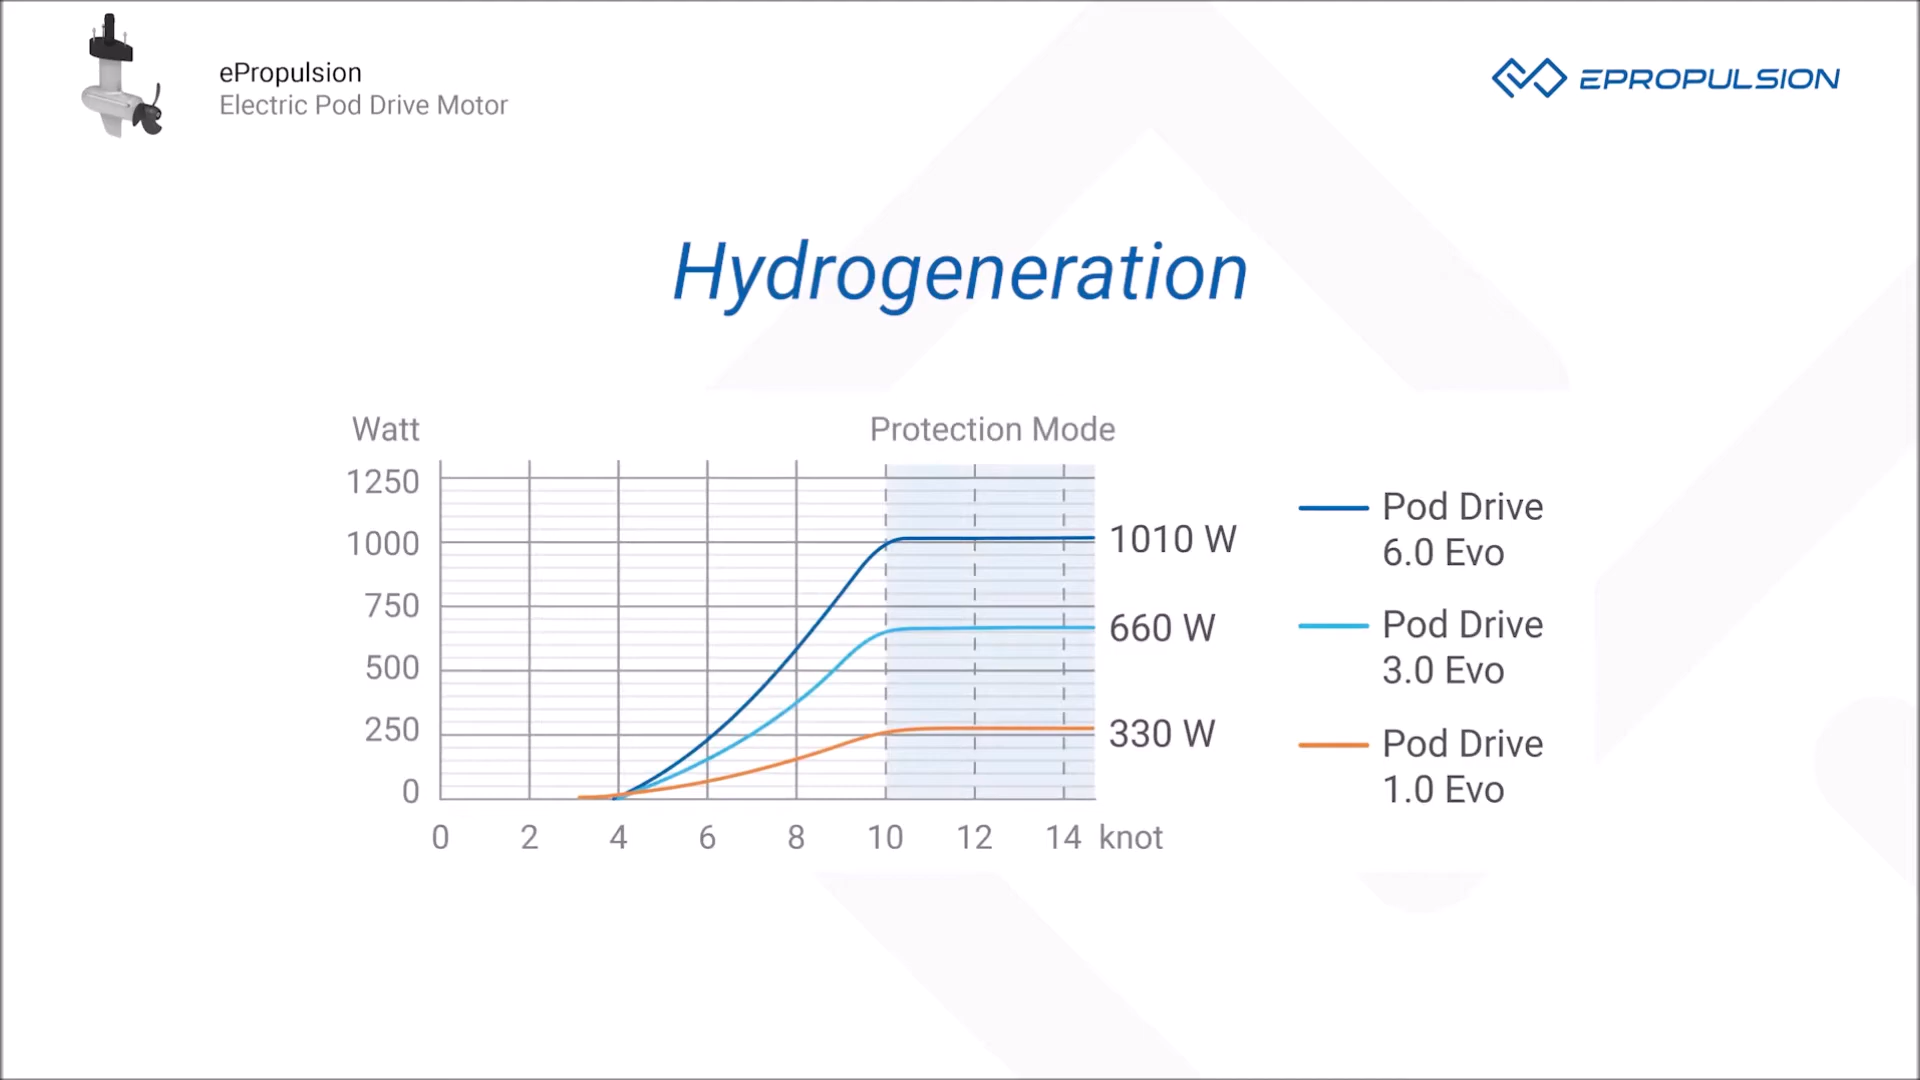 ePropulsion
Electric Pod Drive Motor
EPROPULSION
Hydrogeneration
Watt
Protection Mode
1250
1000
750
500
250
0
0 2 4 6 8 10 12 14 knot
1010 W
660 W
330 W
Pod Drive
6.0 Evo
Pod Drive
3.0 Evo
Pod Drive
1.0 Evo